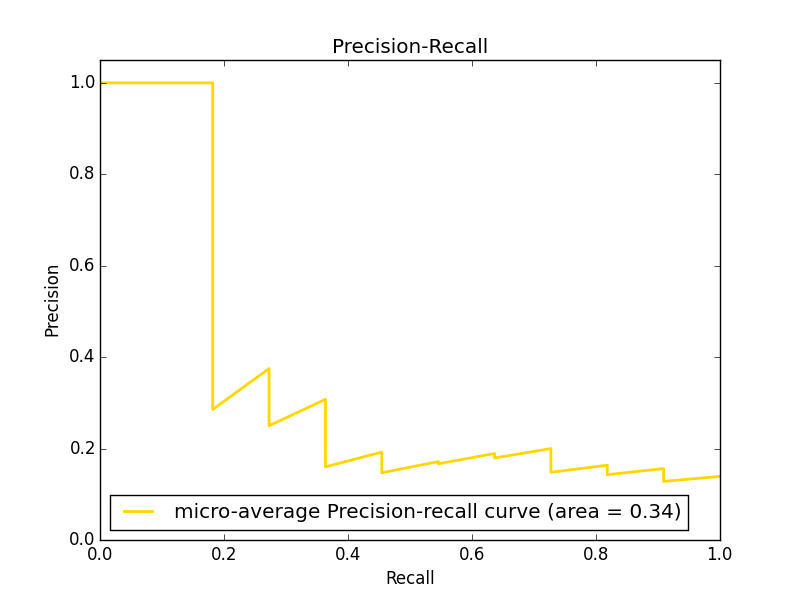 Precision-Recall
1.0
0.8
0.6
0.4
0.2
0.0
Precision
micro-average Precision-recall curve (area = 0.34)
0.0 0.2 0.4 0.6 0.8 1.0
Recall